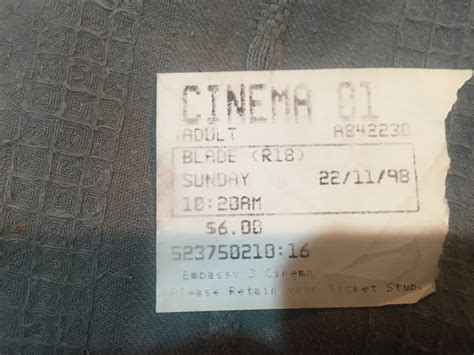 CINEMA 01
ADULT A842230
BLADE (R18)
SUNDAY 22/11/98
10:20AM
$6.00
523750210:16
Embassy 3 Cinema
Please Retain your Ticket Stub.